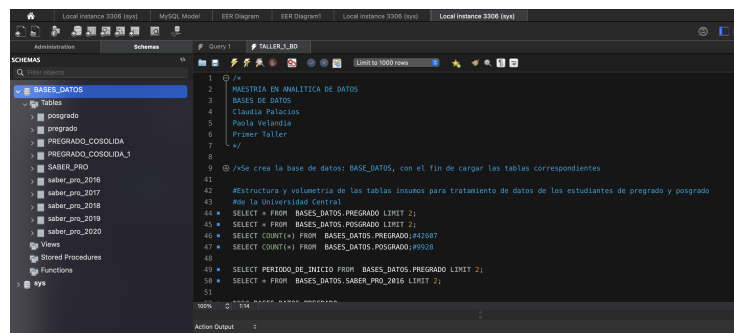 Local instance 3306 (sys) MySQL Model EER Diagram EER Diagram1 Local instance 3306 (sys) Local instance 3306 (sys)
Administration Schemas Query 1 TALLER_1_BD
SCHEMAS
Limit to 1000 rows
Filter objects
BASES_DATOS
Tables
posgrado
pregrado
PREGRADO_COSOLIDA
PREGRADO_COSOLIDA_1
SABER_PRO
saber_pro_2016
saber_pro_2017
saber_pro_2018
saber_pro_2019
saber_pro_2020
Views
Stored Procedures
Functions
sys
1 /*
2 MAESTRIA EN ANALITICA DE DATOS
3 BASES DE DATOS
4 Claudia Palacios
5 Paola Velandia
6 Primer Taller
7 */
8
9 /*Se crea la base de datos: BASE_DATOS, con el fin de cargar las tablas correspondientes
41
42 #Estructura y volumetria de las tablas insumos para tratamiento de datos de los estudiantes de pregrado y posgrado
43 #de la Universidad Central
44 SELECT * FROM BASES_DATOS.PREGRADO LIMIT 2;
45 SELECT * FROM BASES_DATOS.POSGRADO LIMIT 2;
46 SELECT COUNT(*) FROM BASES_DATOS.PREGRADO;#42607
47 SELECT COUNT(*) FROM BASES_DATOS.POSGRADO;#9928
48
49 SELECT PERIODO_DE_INICIO FROM BASES_DATOS.PREGRADO LIMIT 2;
50 SELECT * FROM BASES_DATOS.SABER_PRO_2016 LIMIT 2;
51
100% 1:14
Action Output